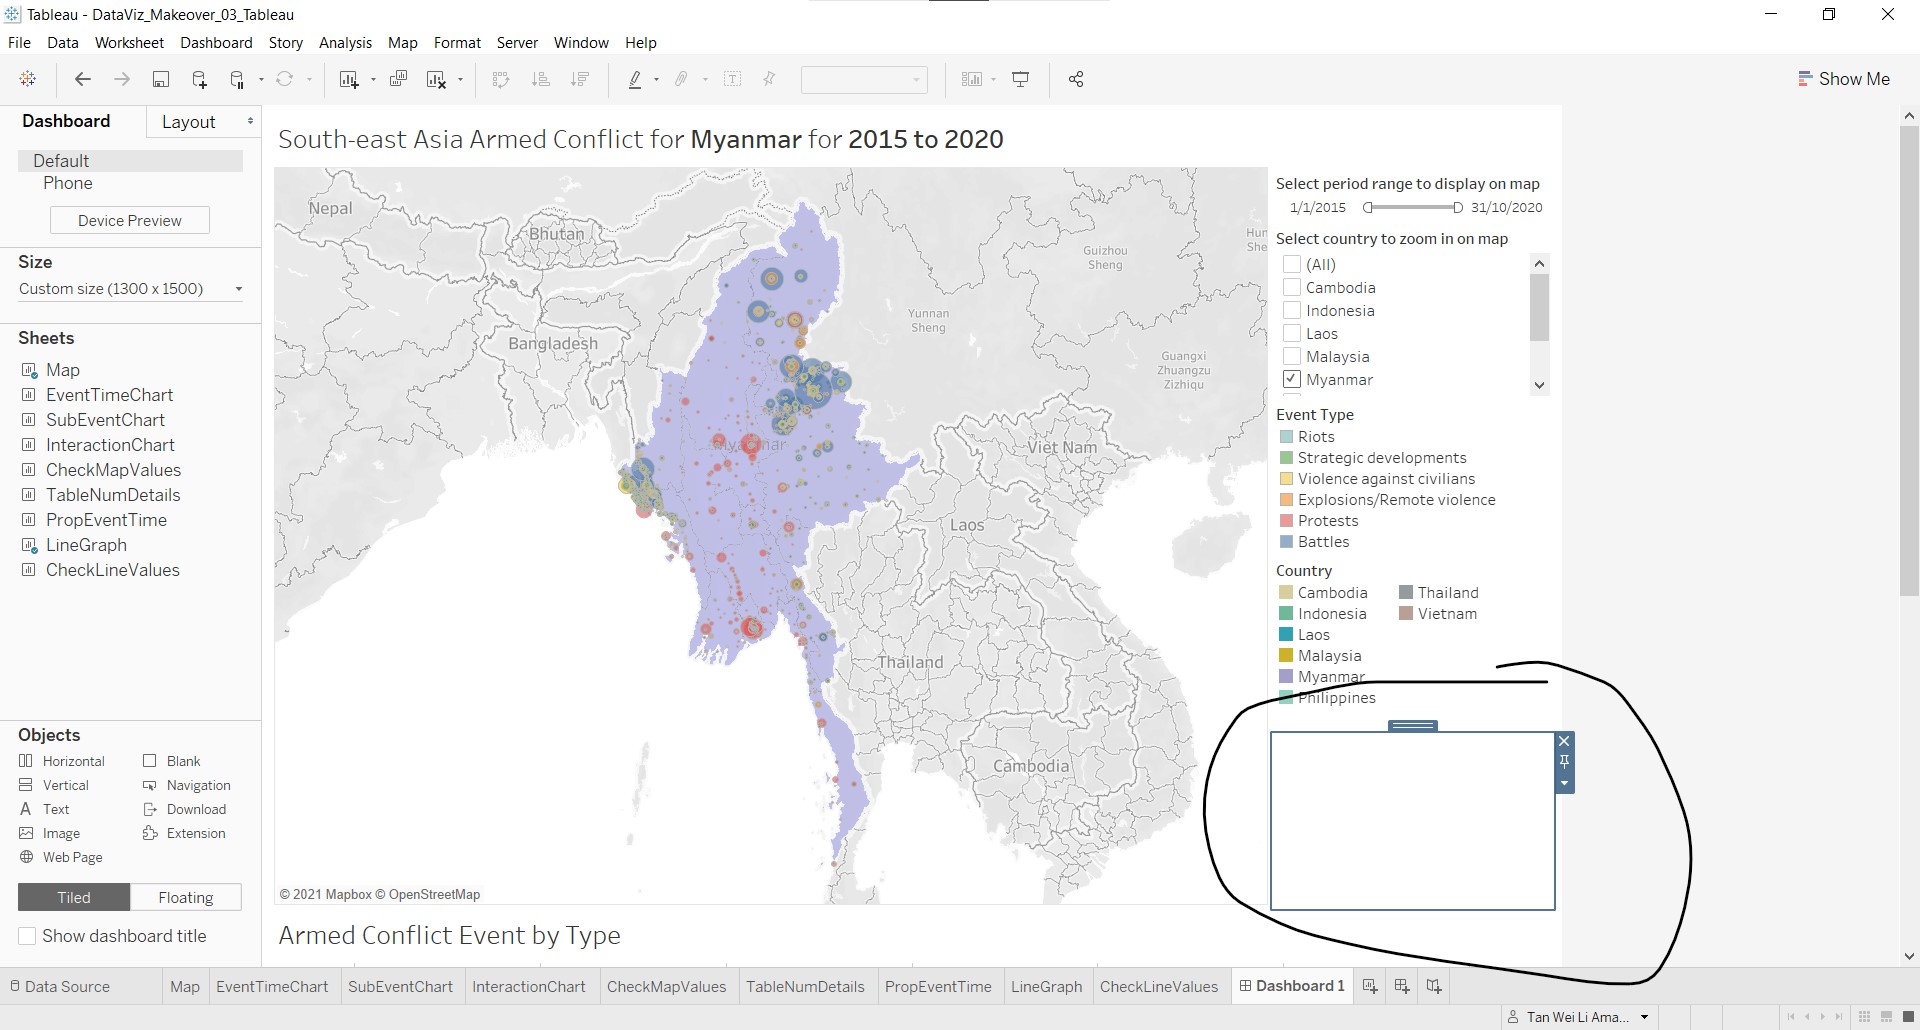 Tableau - DataViz_Makeover_03_Tableau
File Data Worksheet Dashboard Story Analysis Map Format Server Window Help
Show Me
Dashboard Layout
Default
Phone
Device Preview
Size
Custom size (1300 x 1500)
Sheets
Map
EventTimeChart
SubEventChart
InteractionChart
CheckMapValues
TableNumDetails
PropEventTime
LineGraph
CheckLineValues
Objects
Horizontal Blank
Vertical Navigation
Text Download
Image Extension
Web Page
Tiled Floating
Show dashboard title
South-east Asia Armed Conflict for Myanmar for 2015 to 2020
Nepal
Bhutan
Bangladesh
Guizhou
Sheng
Hun
She
Yunnan
Sheng
Guangxi
Zhuangzu
Zizhiqu
Myanmar
Viet Nam
Laos
Thailand
Cambodia
© 2021 Mapbox © OpenStreetMap
Select period range to display on map
1/1/2015 31/10/2020
Select country to zoom in on map
(All)
Cambodia
Indonesia
Laos
Malaysia
Myanmar
Event Type
Riots
Strategic developments
Violence against civilians
Explosions/Remote violence
Protests
Battles
Country
Cambodia Thailand
Indonesia Vietnam
Laos
Malaysia
Myanmar
Philippines
Armed Conflict Event by Type
Data Source Map EventTimeChart SubEventChart InteractionChart CheckMapValues TableNumDetails PropEventTime LineGraph CheckLineValues Dashboard 1
Tan Wei Li Ama...